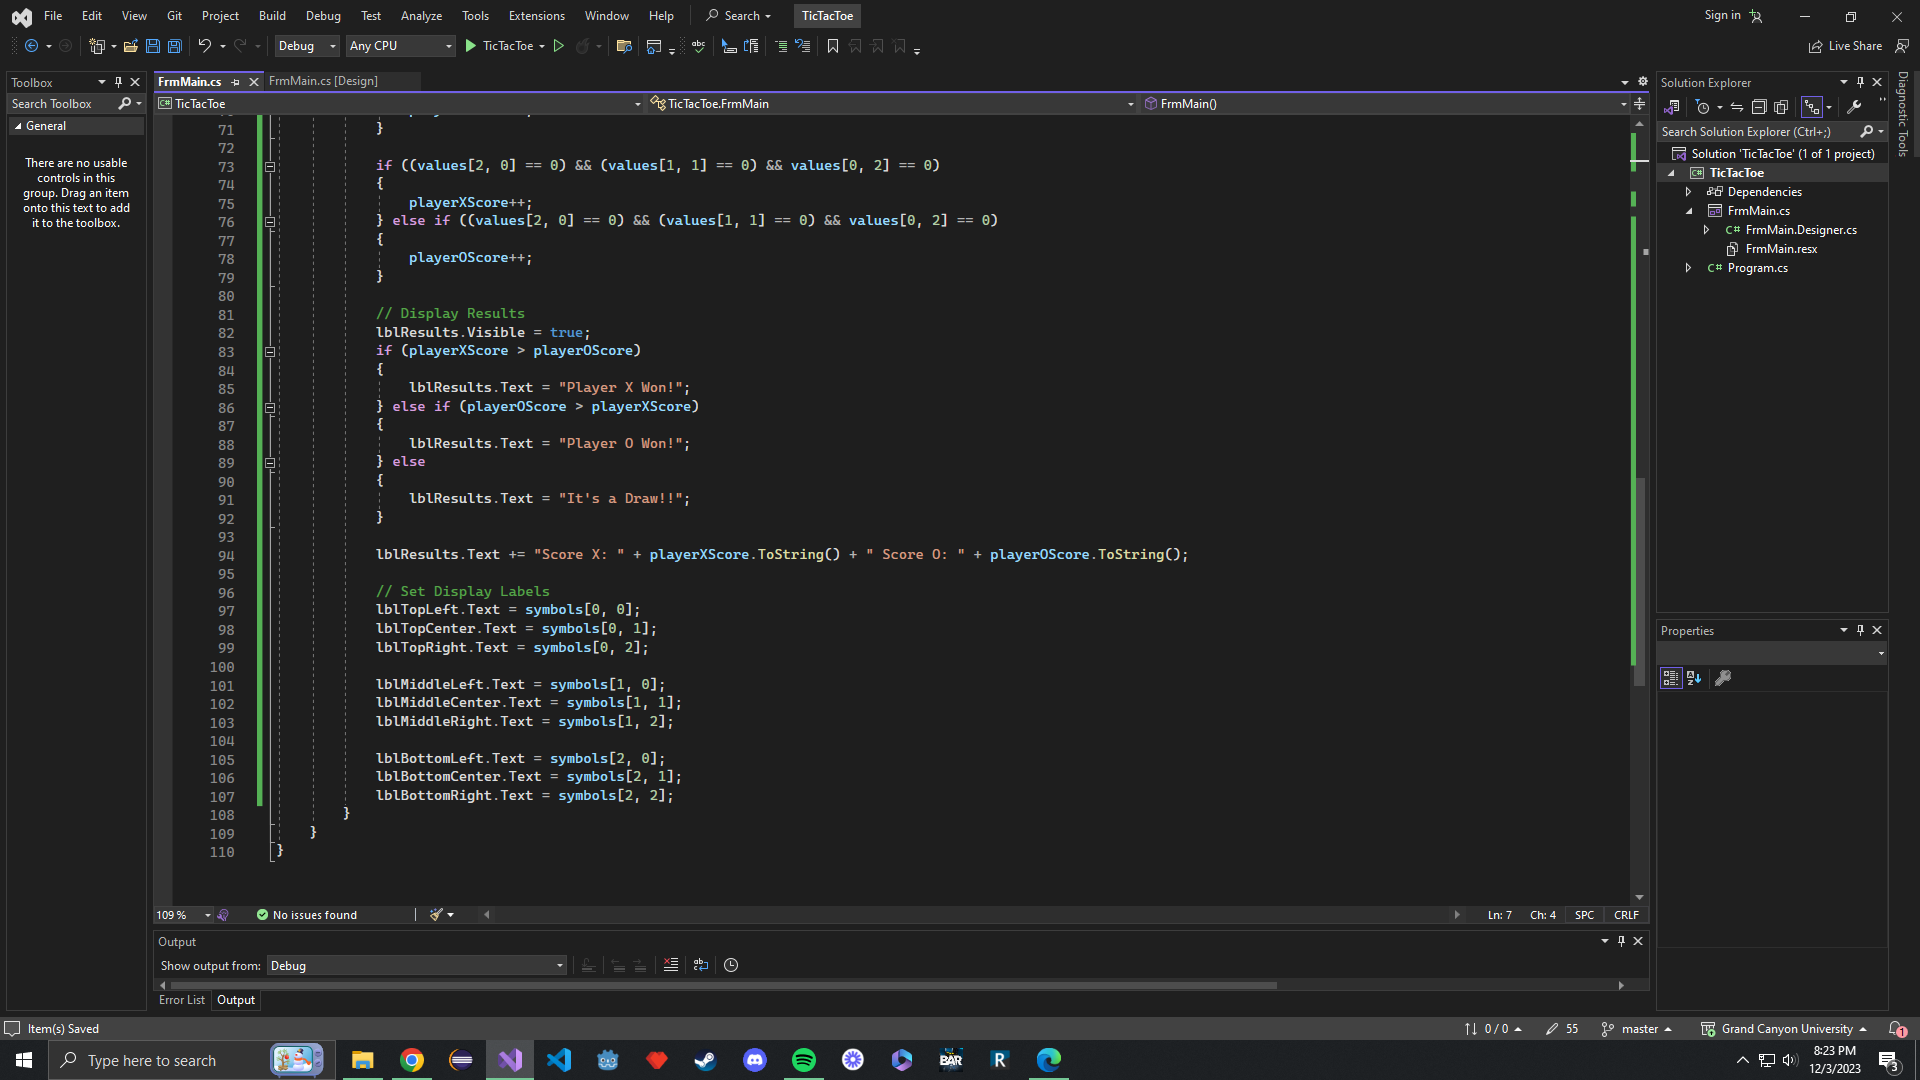 File Edit View Git Project Build Debug Test Analyze Tools Extensions Window Help Search TicTacToe Sign in
Debug Any CPU TicTacToe Live Share
Toolbox
Search Toolbox
General
There are no usable
controls in this
group. Drag an item
onto this text to add
it to the toolbox.
FrmMain.cs FrmMain.cs [Design]
TicTacToe TicTacToe.FrmMain FrmMain()
71 }
72
73 if ((values[2, 0] == 0) && (values[1, 1] == 0) && values[0, 2] == 0)
74 {
75 playerXScore++;
76 } else if ((values[2, 0] == 0) && (values[1, 1] == 0) && values[0, 2] == 0)
77 {
78 playerOScore++;
79 }
80
81 // Display Results
82 lblResults.Visible = true;
83 if (playerXScore > playerOScore)
84 {
85 lblResults.Text = "Player X Won!";
86 } else if (playerOScore > playerXScore)
87 {
88 lblResults.Text = "Player O Won!";
89 } else
90 {
91 lblResults.Text = "It's a Draw!!";
92 }
93
94 lblResults.Text += "Score X: " + playerXScore.ToString() + " Score O: " + playerOScore.ToString();
95
96 // Set Display Labels
97 lblTopLeft.Text = symbols[0, 0];
98 lblTopCenter.Text = symbols[0, 1];
99 lblTopRight.Text = symbols[0, 2];
100
101 lblMiddleLeft.Text = symbols[1, 0];
102 lblMiddleCenter.Text = symbols[1, 1];
103 lblMiddleRight.Text = symbols[1, 2];
104
105 lblBottomLeft.Text = symbols[2, 0];
106 lblBottomCenter.Text = symbols[2, 1];
107 lblBottomRight.Text = symbols[2, 2];
108 }
109 }
110 }
109 % No issues found Ln: 7 Ch: 4 SPC CRLF
Output
Show output from: Debug
Error List Output
Solution Explorer
Search Solution Explorer (Ctrl+;)
Solution 'TicTacToe' (1 of 1 project)
TicTacToe
Dependencies
FrmMain.cs
C# FrmMain.Designer.cs
FrmMain.resx
C# Program.cs
Properties
Diagnostic Tools
Item(s) Saved 0 / 0 55 master Grand Canyon University 1
Type here to search BAR R 8:23 PM
12/3/2023 3